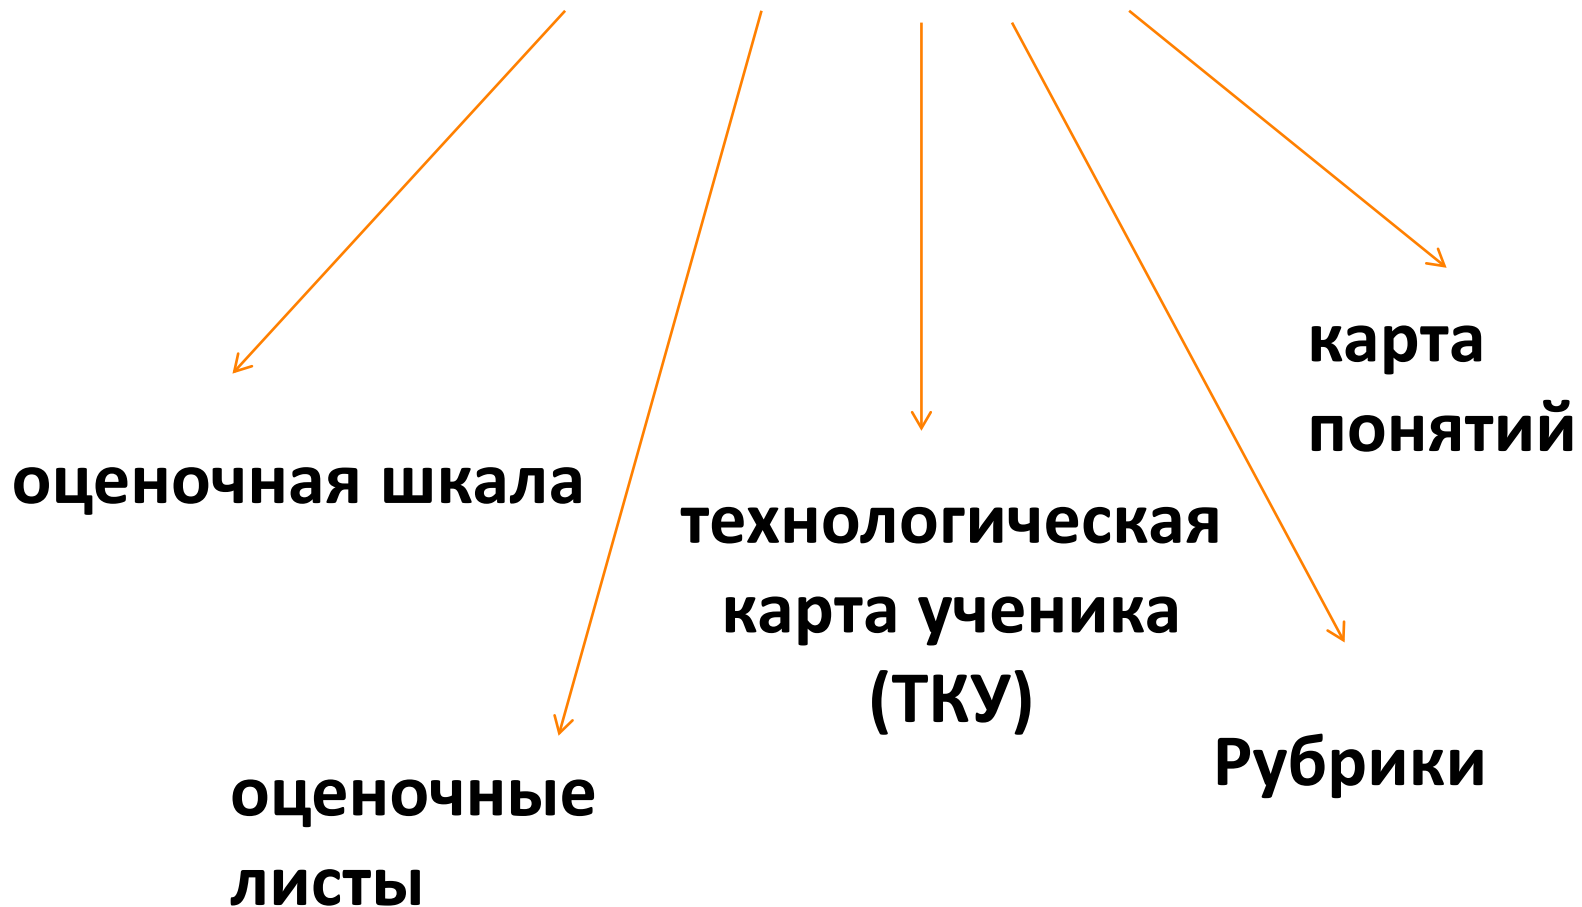 оценочная шкала
оценочные
листы
технологическая
карта ученика
(ТКУ)
Рубрики
карта
понятий